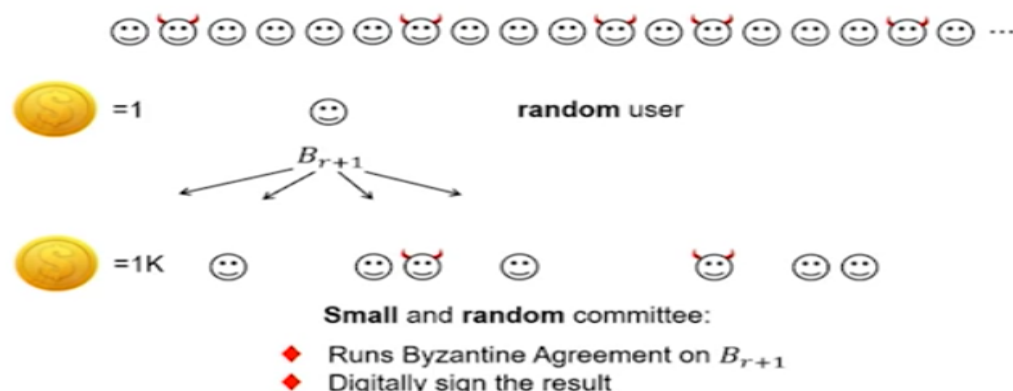 ...
=1
random user
B_{r+1}
=1K
Small and random committee:
Runs Byzantine Agreement on B_{r+1}
Digitally sign the result